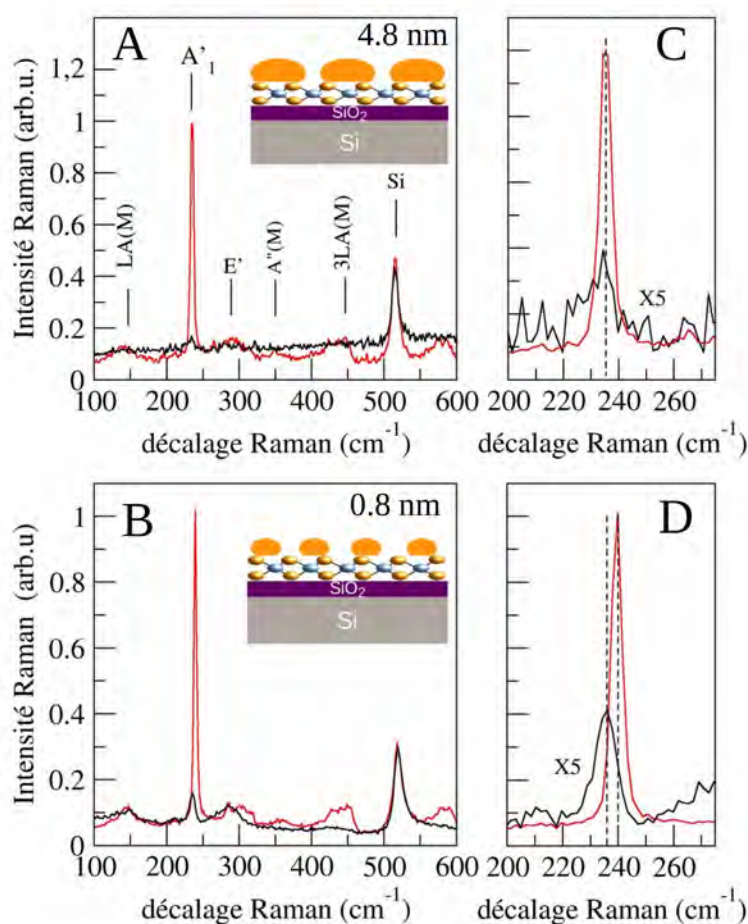 A
4.8 nm
C
A'1
SiO2
Si
LA(M)
E'
A"(M)
3LA(M)
Si
X5
Intensité Raman (arb.u.)
1,2
1
0.8
0.6
0.4
0.2
0
100 200 300 400 500 600
200 220 240 260
décalage Raman (cm-1)
décalage Raman (cm-1)
B
0.8 nm
D
SiO2
Si
X5
Intensité Raman (arb.u)
1
0.8
0.6
0.4
0.2
0
100 200 300 400 500 600
200 220 240 260
décalage Raman (cm-1)
décalage Raman (cm-1)